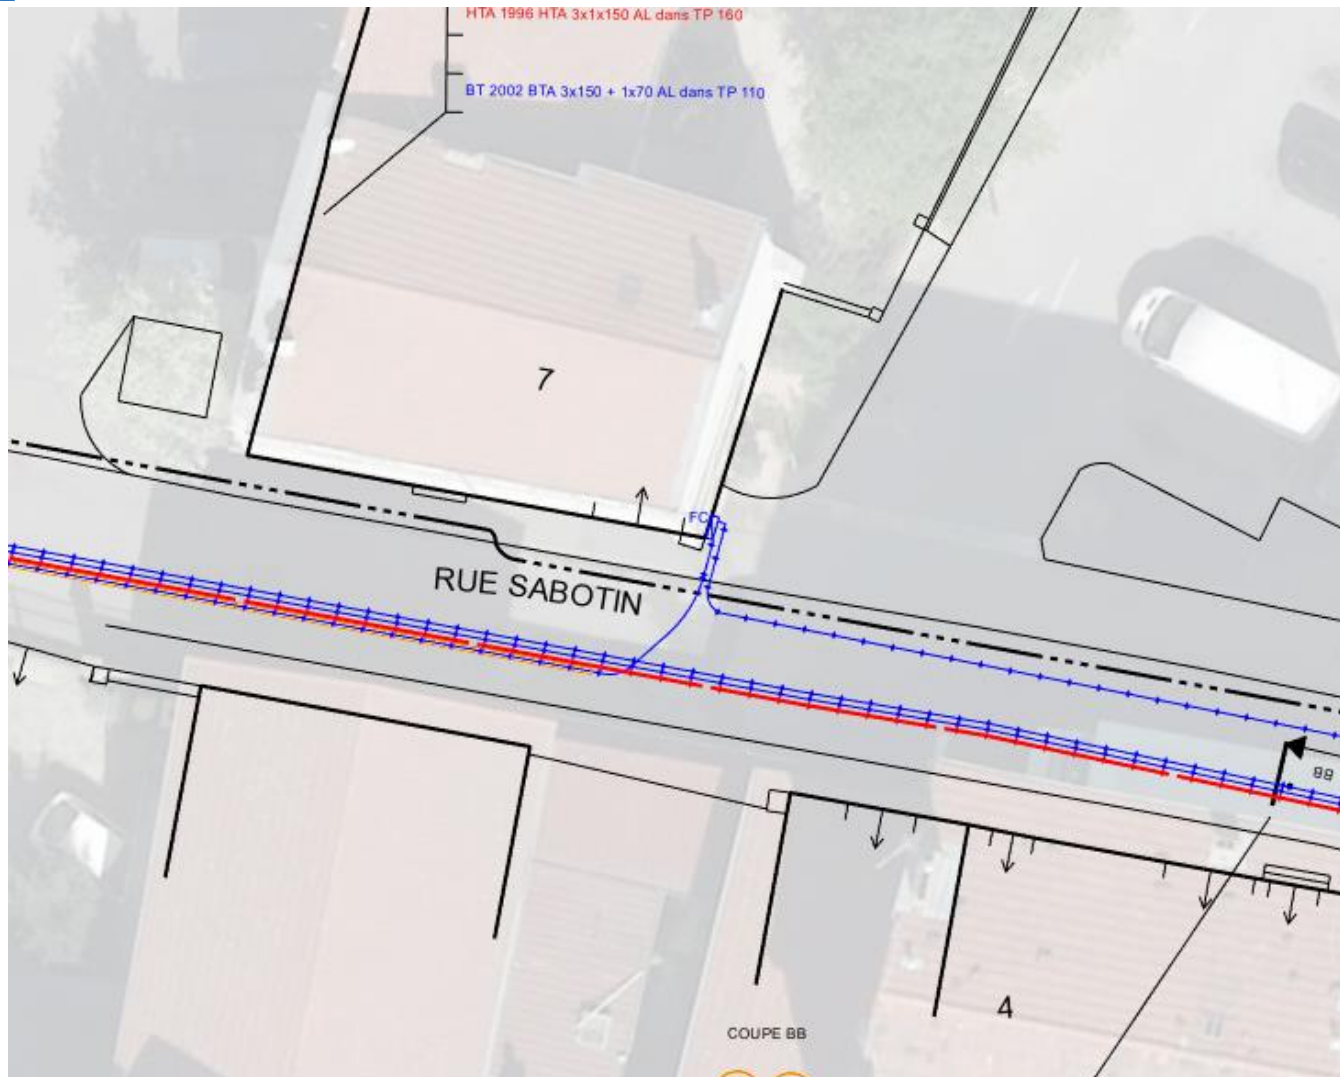 HTA 1996 HTA 3x1x150 AL dans TP 160
BT 2002 BTA 3x150 + 1x70 AL dans TP 110
7
FC
RUE SABOTIN
BB
4
COUPE BB